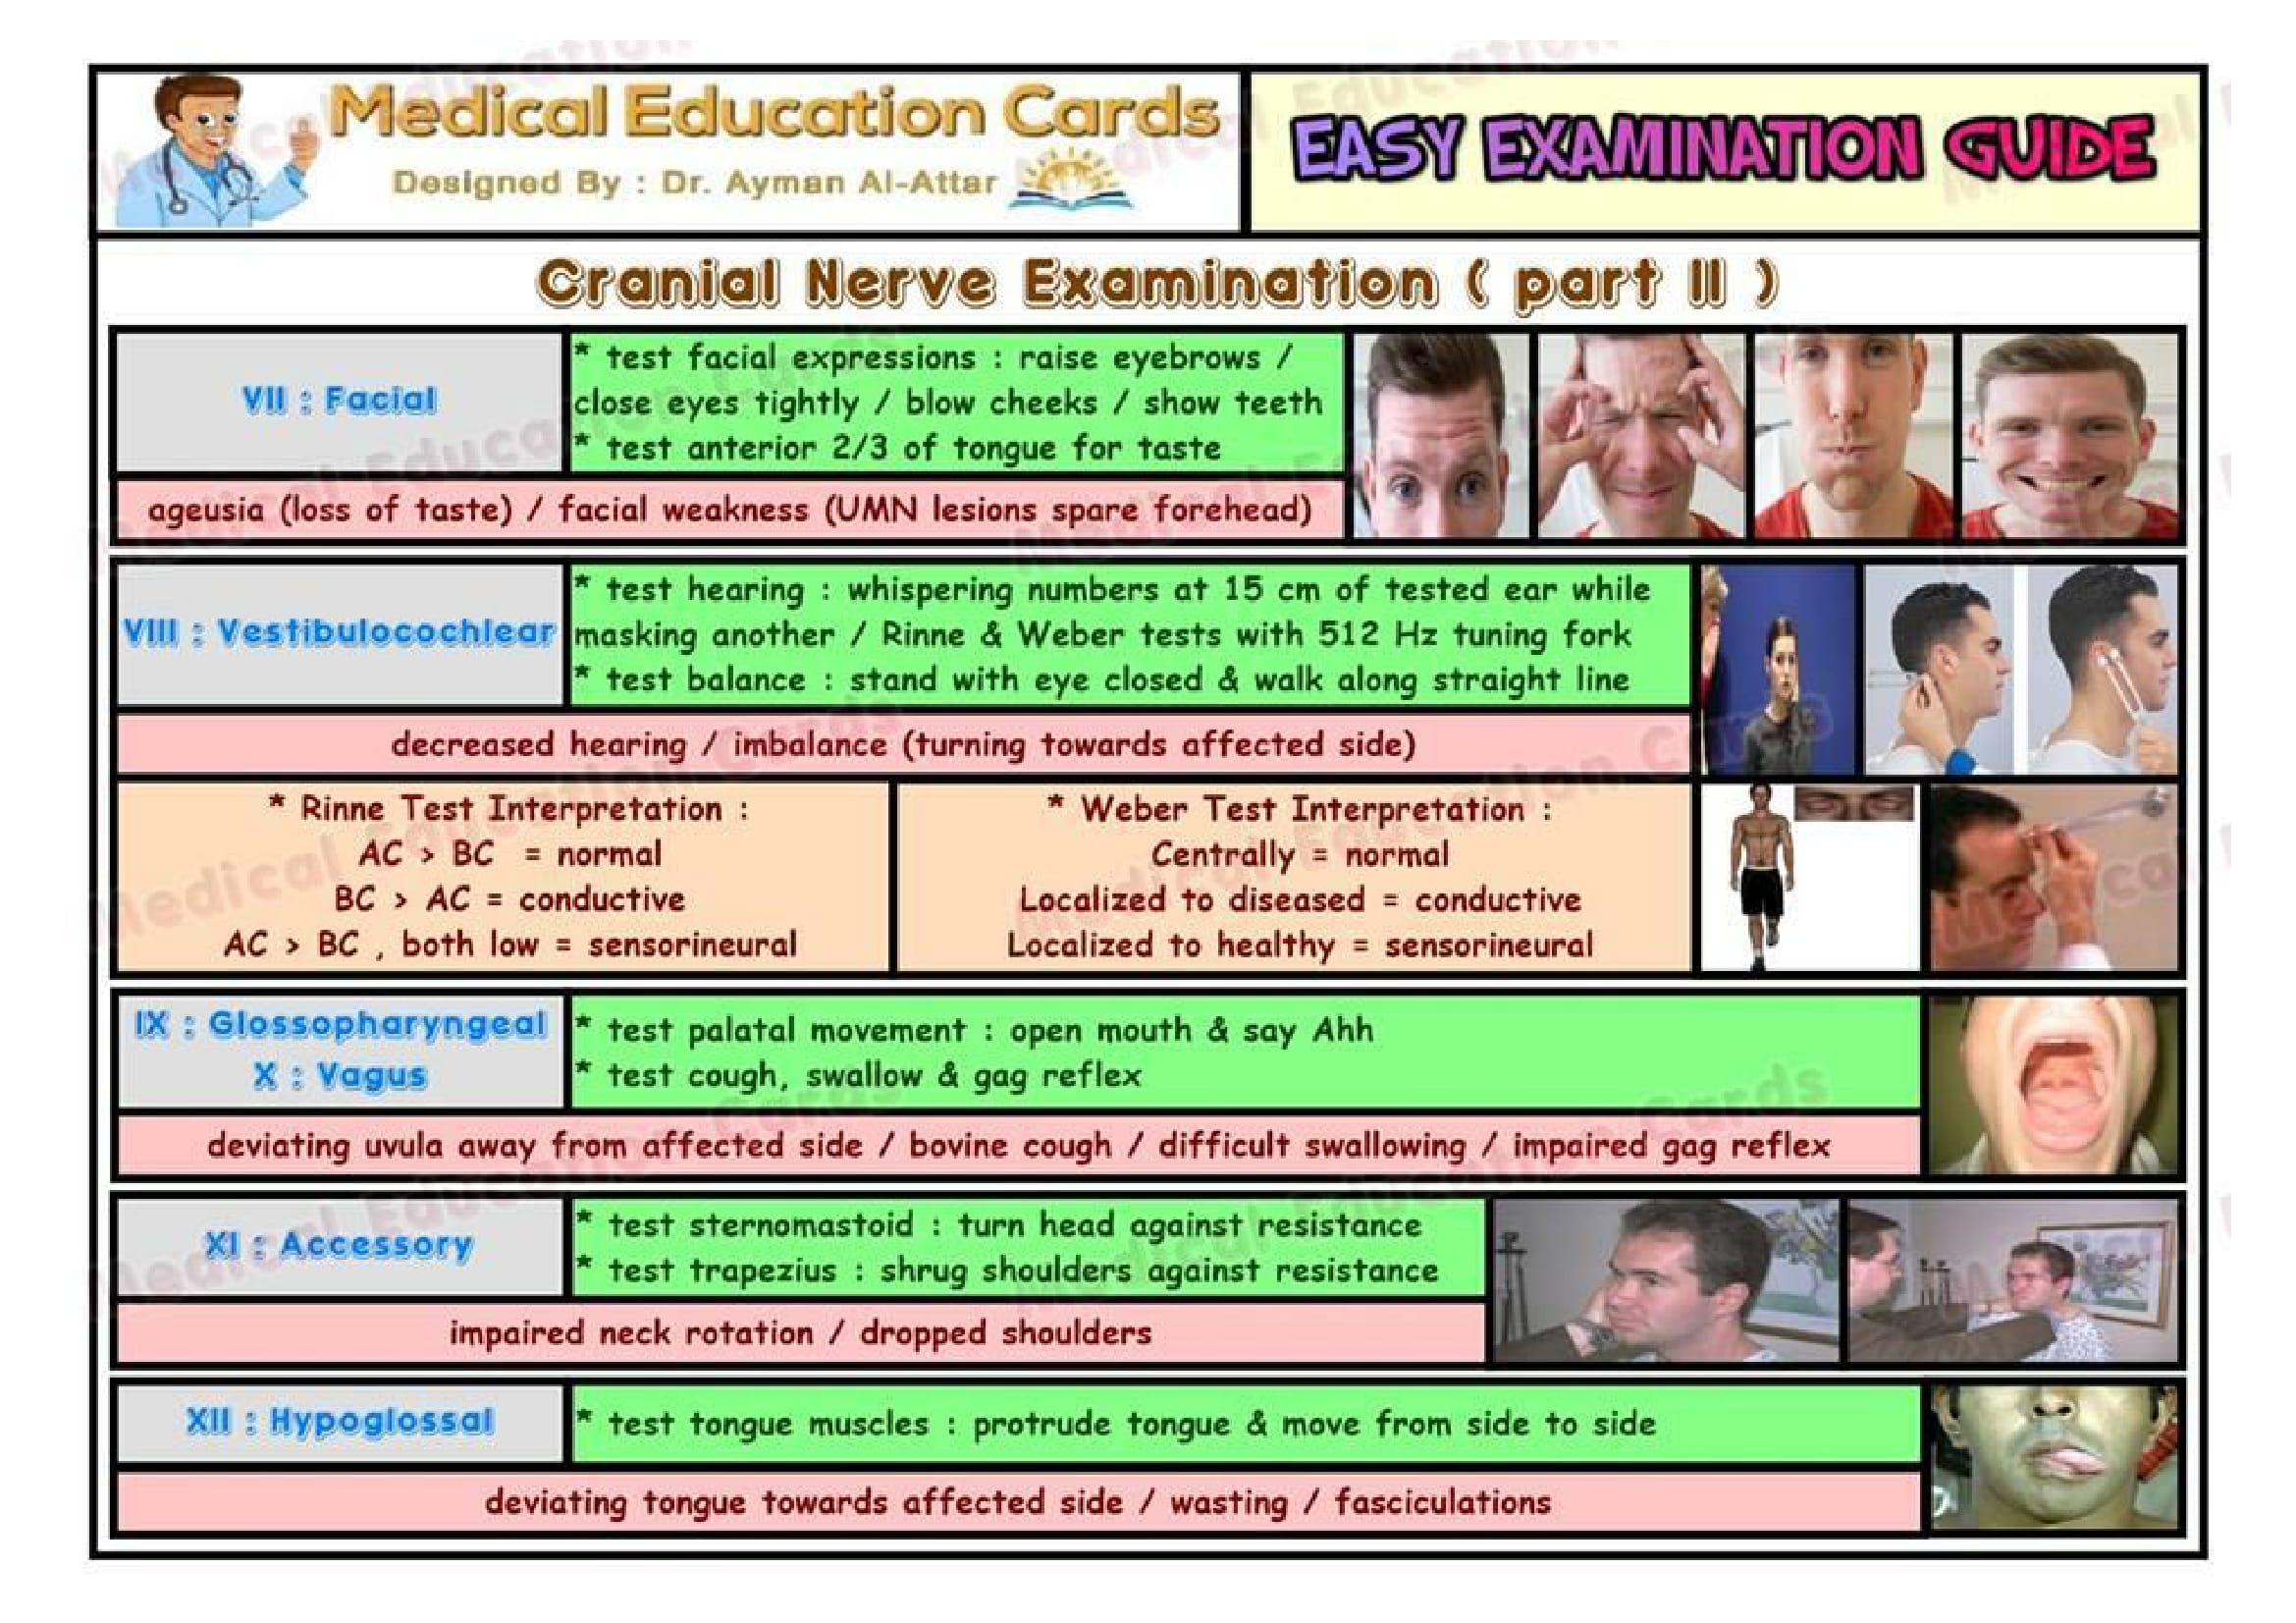 Medical Education Cards
Designed By : Dr. Ayman Al-Attar
EASY EXAMINATION GUIDE
Cranial Nerve Examination ( part II )
VII : Facial
* test facial expressions : raise eyebrows /
close eyes tightly / blow cheeks / show teeth
* test anterior 2/3 of tongue for taste
ageusia (loss of taste) / facial weakness (UMN lesions spare forehead)
VIII : Vestibulocochlear
* test hearing : whispering numbers at 15 cm of tested ear while
masking another / Rinne & Weber tests with 512 Hz tuning fork
* test balance : stand with eye closed & walk along straight line
decreased hearing / imbalance (turning towards affected side)
* Rinne Test Interpretation :
AC > BC = normal
BC > AC = conductive
AC > BC , both low = sensorineural
* Weber Test Interpretation :
Centrally = normal
Localized to diseased = conductive
Localized to healthy = sensorineural
IX : Glossopharyngeal
X : Vagus
* test palatal movement : open mouth & say Ahh
* test cough, swallow & gag reflex
deviating uvula away from affected side / bovine cough / difficult swallowing / impaired gag reflex
XI : Accessory
* test sternomastoid : turn head against resistance
* test trapezius : shrug shoulders against resistance
impaired neck rotation / dropped shoulders
XII : Hypoglossal
* test tongue muscles : protrude tongue & move from side to side
deviating tongue towards affected side / wasting / fasciculations